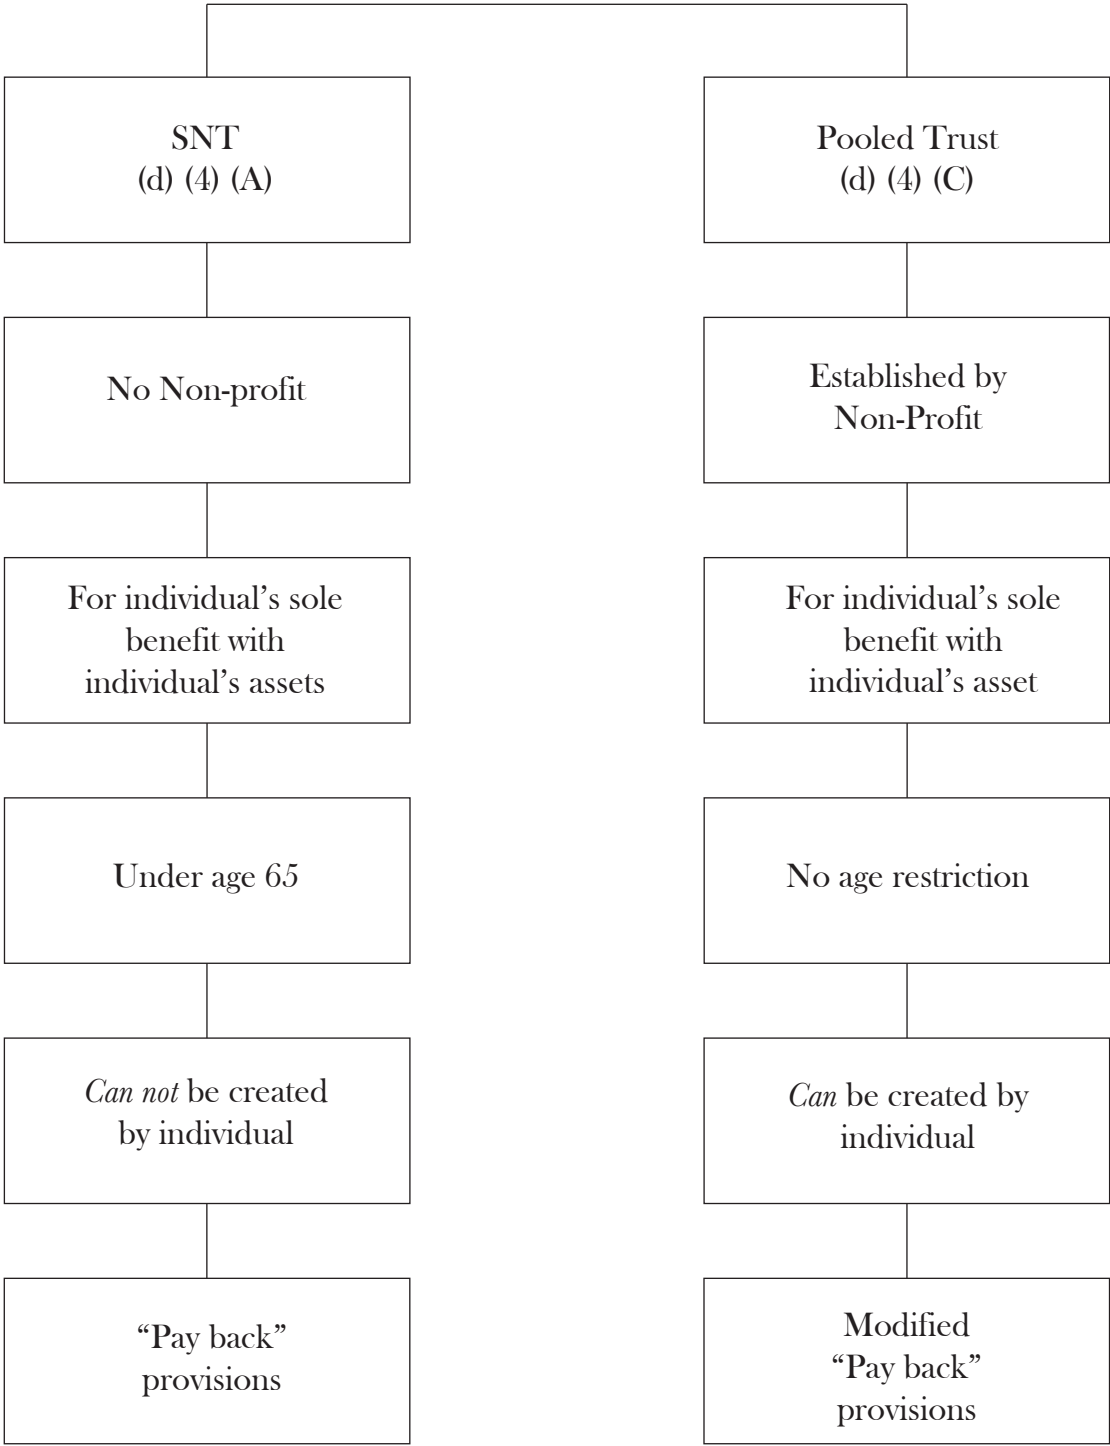 SNT
(d) (4) (A)
No Non-profit
For individual’s sole
benefit with
individual’s assets
Under age 65
Can not be created
by individual
“Pay back”
provisions
Pooled Trust
(d) (4) (C)
Established by
Non-Profit
For individual’s sole
benefit with
individual’s asset
No age restriction
Can be created by
individual
Modified
“Pay back”
provisions